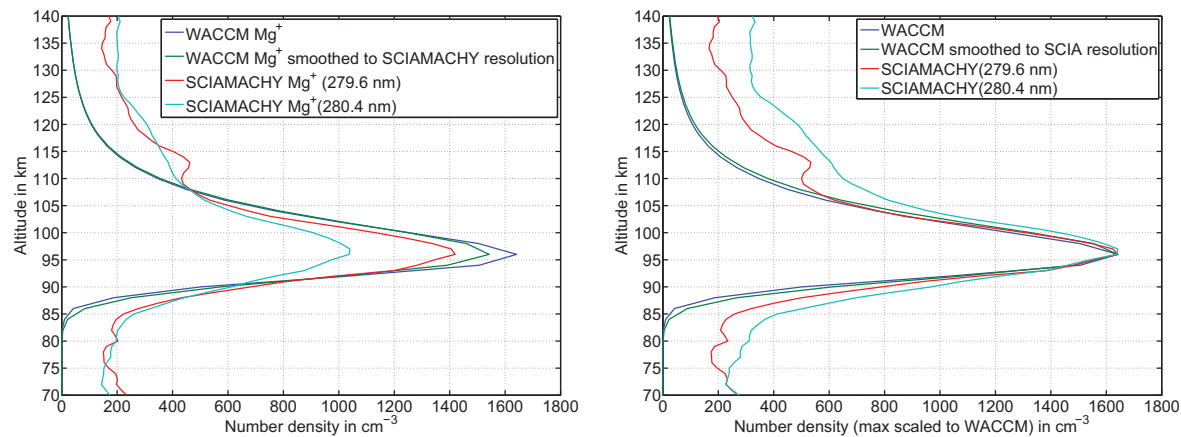 140
135
130
125
120
115
110
105
100
95
90
85
80
75
70
Altitude in km
WACCM Mg⁺
WACCM Mg⁺ smoothed to SCIAMACHY resolution
SCIAMACHY Mg⁺ (279.6 nm)
SCIAMACHY Mg⁺(280.4 nm)
0 200 400 600 800 1000 1200 1400 1600 1800
Number density in cm⁻³
140
135
130
125
120
115
110
105
100
95
90
85
80
75
70
Altitude in km
WACCM
WACCM smoothed to SCIA resolution
SCIAMACHY(279.6 nm)
SCIAMACHY(280.4 nm)
0 200 400 600 800 1000 1200 1400 1600 1800
Number density (max scaled to WACCM) in cm⁻³